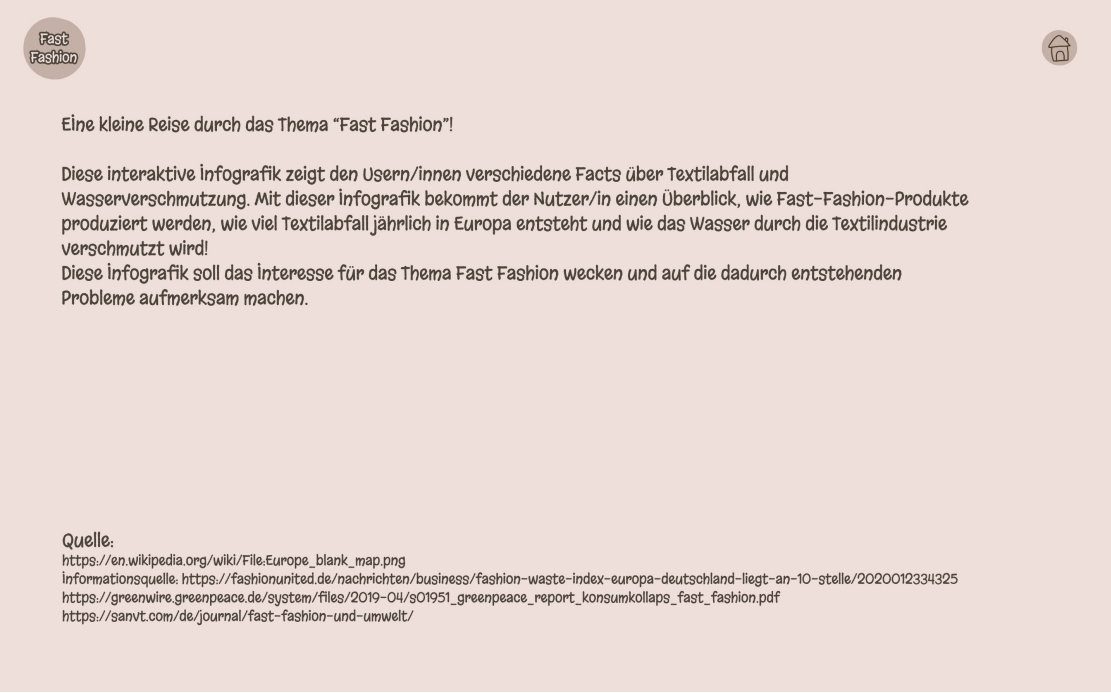 Fast
Fashion
Eine kleine Reise durch das Thema “Fast Fashion”!
Diese interaktive Infografik zeigt den Usern/innen verschiedene Facts über Textilabfall und
Wasserverschmutzung. Mit dieser Infografik bekommt der Nutzer/in einen Überblick, wie Fast-Fashion-Produkte
produziert werden, wie viel Textilabfall jährlich in Europa entsteht und wie das Wasser durch die Textilindustrie
verschmutzt wird!
Diese Infografik soll das Interesse für das Thema Fast Fashion wecken und auf die dadurch entstehenden
Probleme aufmerksam machen.
Quelle:
https://en.wikipedia.org/wiki/File:Europe_blank_map.png
Informationsquelle: https://fashionunited.de/nachrichten/business/fashion-waste-index-europa-deutschland-liegt-an-10-stelle/2020012334325
https://greenwire.greenpeace.de/system/files/2019-04/s01951_greenpeace_report_konsumkollaps_fast_fashion.pdf
https://sanvt.com/de/journal/fast-fashion-und-umwelt/